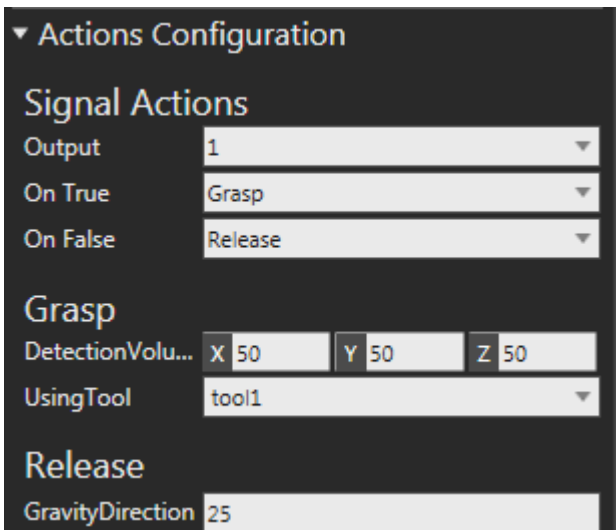 Actions Configuration
Signal Actions
Output 1
On True Grasp
On False Release
Grasp
DetectionVolu... X 50 Y 50 Z 50
UsingTool tool1
Release
GravityDirection 25